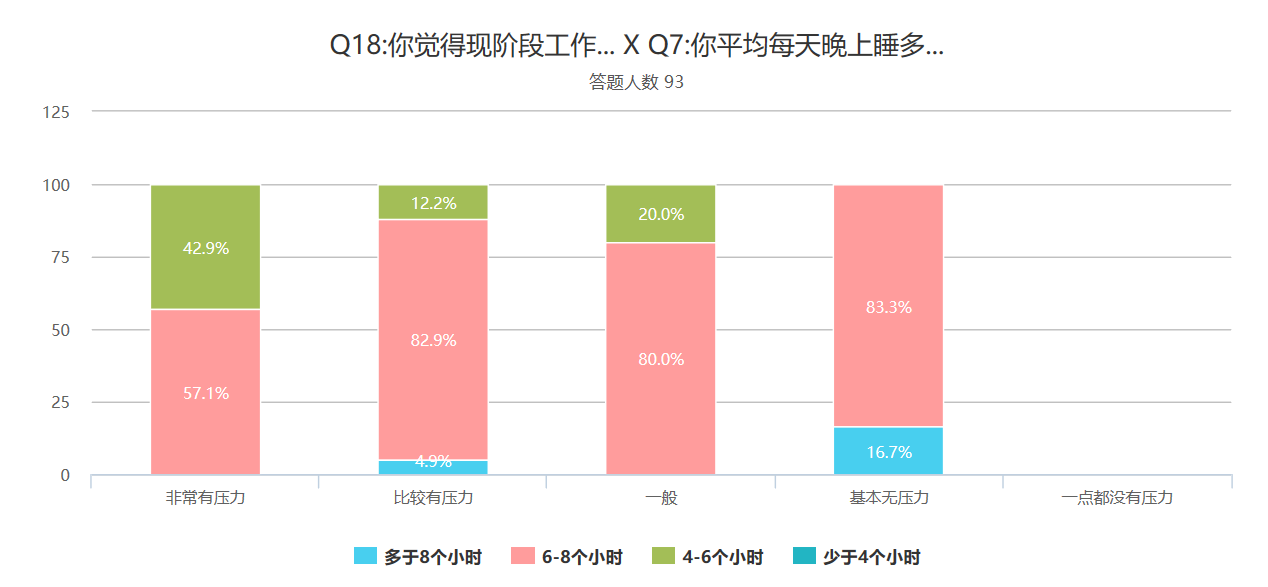 Q18:你觉得现阶段工作... X Q7:你平均每天晚上睡多...
答题人数 93
125
100
75
50
25
0
42.9%
57.1%
12.2%
82.9%
4.9%
20.0%
80.0%
83.3%
16.7%
非常有压力
比较有压力
一般
基本无压力
一点都没有压力
多于8个小时
6-8个小时
4-6个小时
少于4个小时